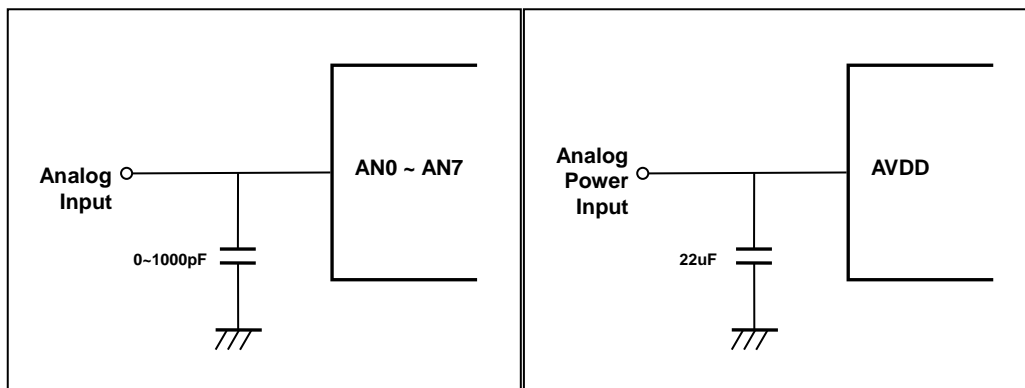 Analog
Input
AN0 ~ AN7
0~1000pF
Analog
Power
Input
AVDD
22uF